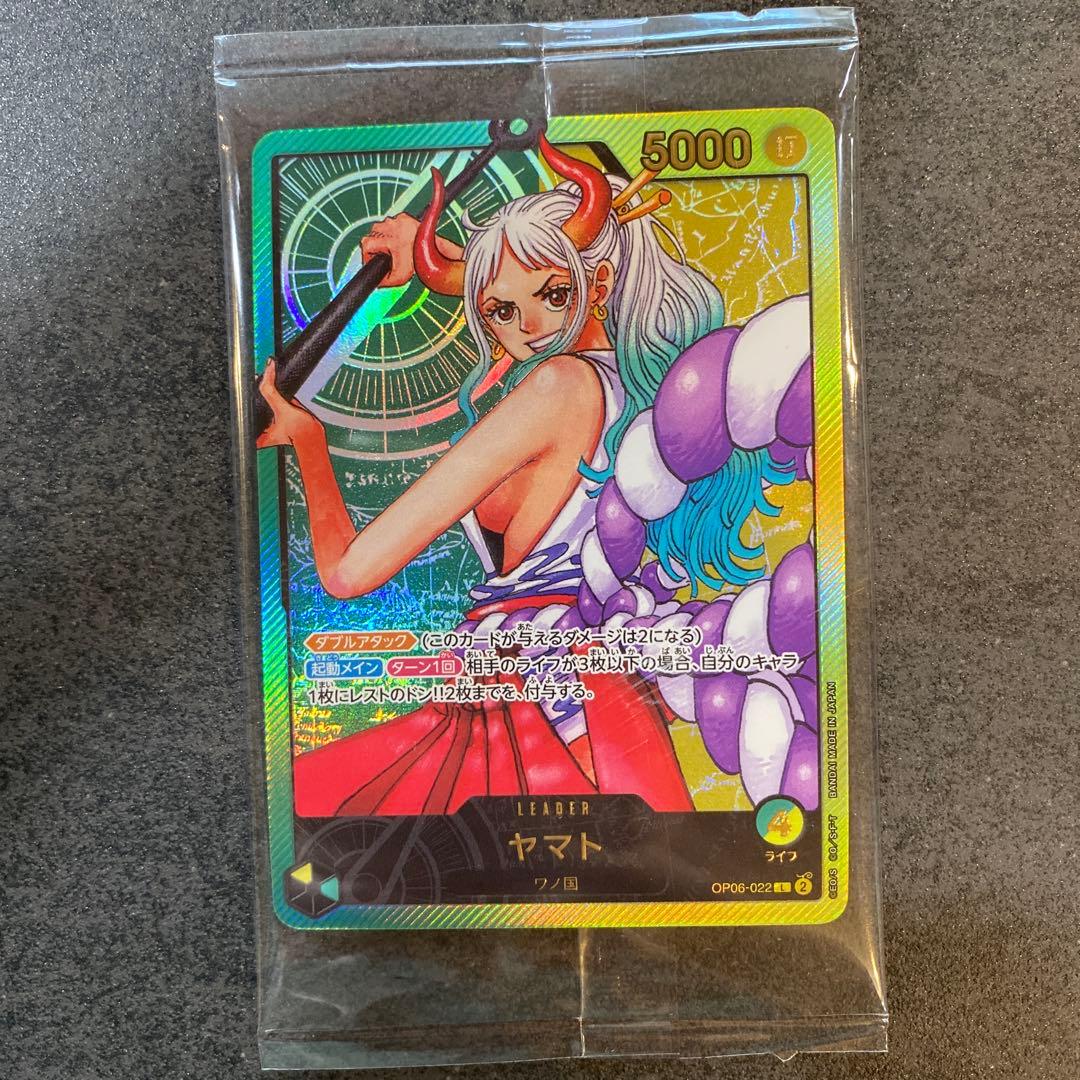 5000 打
ダブルアタック (このカードが与えるダメージは2になる)
起動メイン ターン1回 相手のライフが3枚以下の場合、自分のキャラ
1枚にレストのドン!!2枚までを、付与する。
LEADER
ヤマト
ワノ国
4
ライフ
OP06-022 L 2
©EO/S ©O/S･F･T BANDAI MADE IN JAPAN